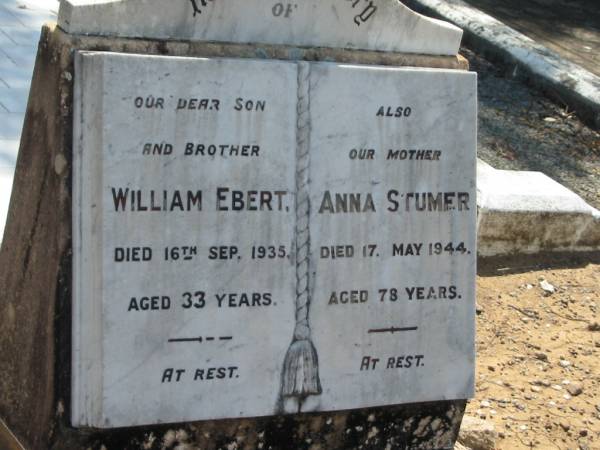 OF
OUR DEAR SON
AND BROTHER
WILLIAM EBERT.
DIED 16TH SEP. 1935.
AGED 33 YEARS.
AT REST.
ALSO
OUR MOTHER
ANNA STUMER
DIED 17. MAY 1944.
AGED 78 YEARS.
AT REST.